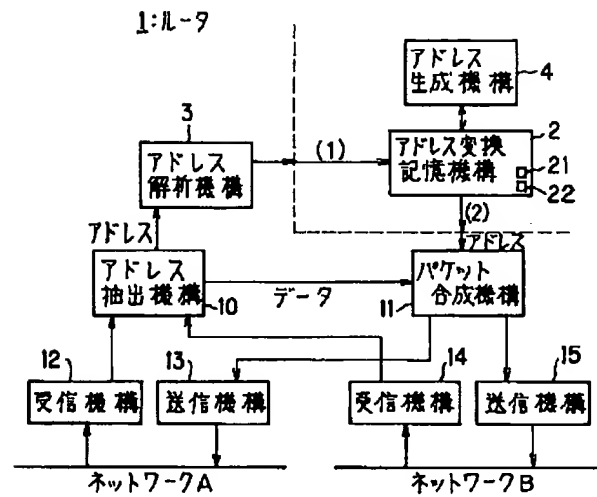 1:ルータ
アドレス
生成機構
4
3
2
アドレス
解析機構
(1)
アドレス変換
記憶機構
21
22
(2)
アドレス
アドレス
アドレス
抽出機構
10
データ
パケット
合成機構
11
12
受信機構
13
送信機構
14
受信機構
15
送信機構
ネットワークA
ネットワークB